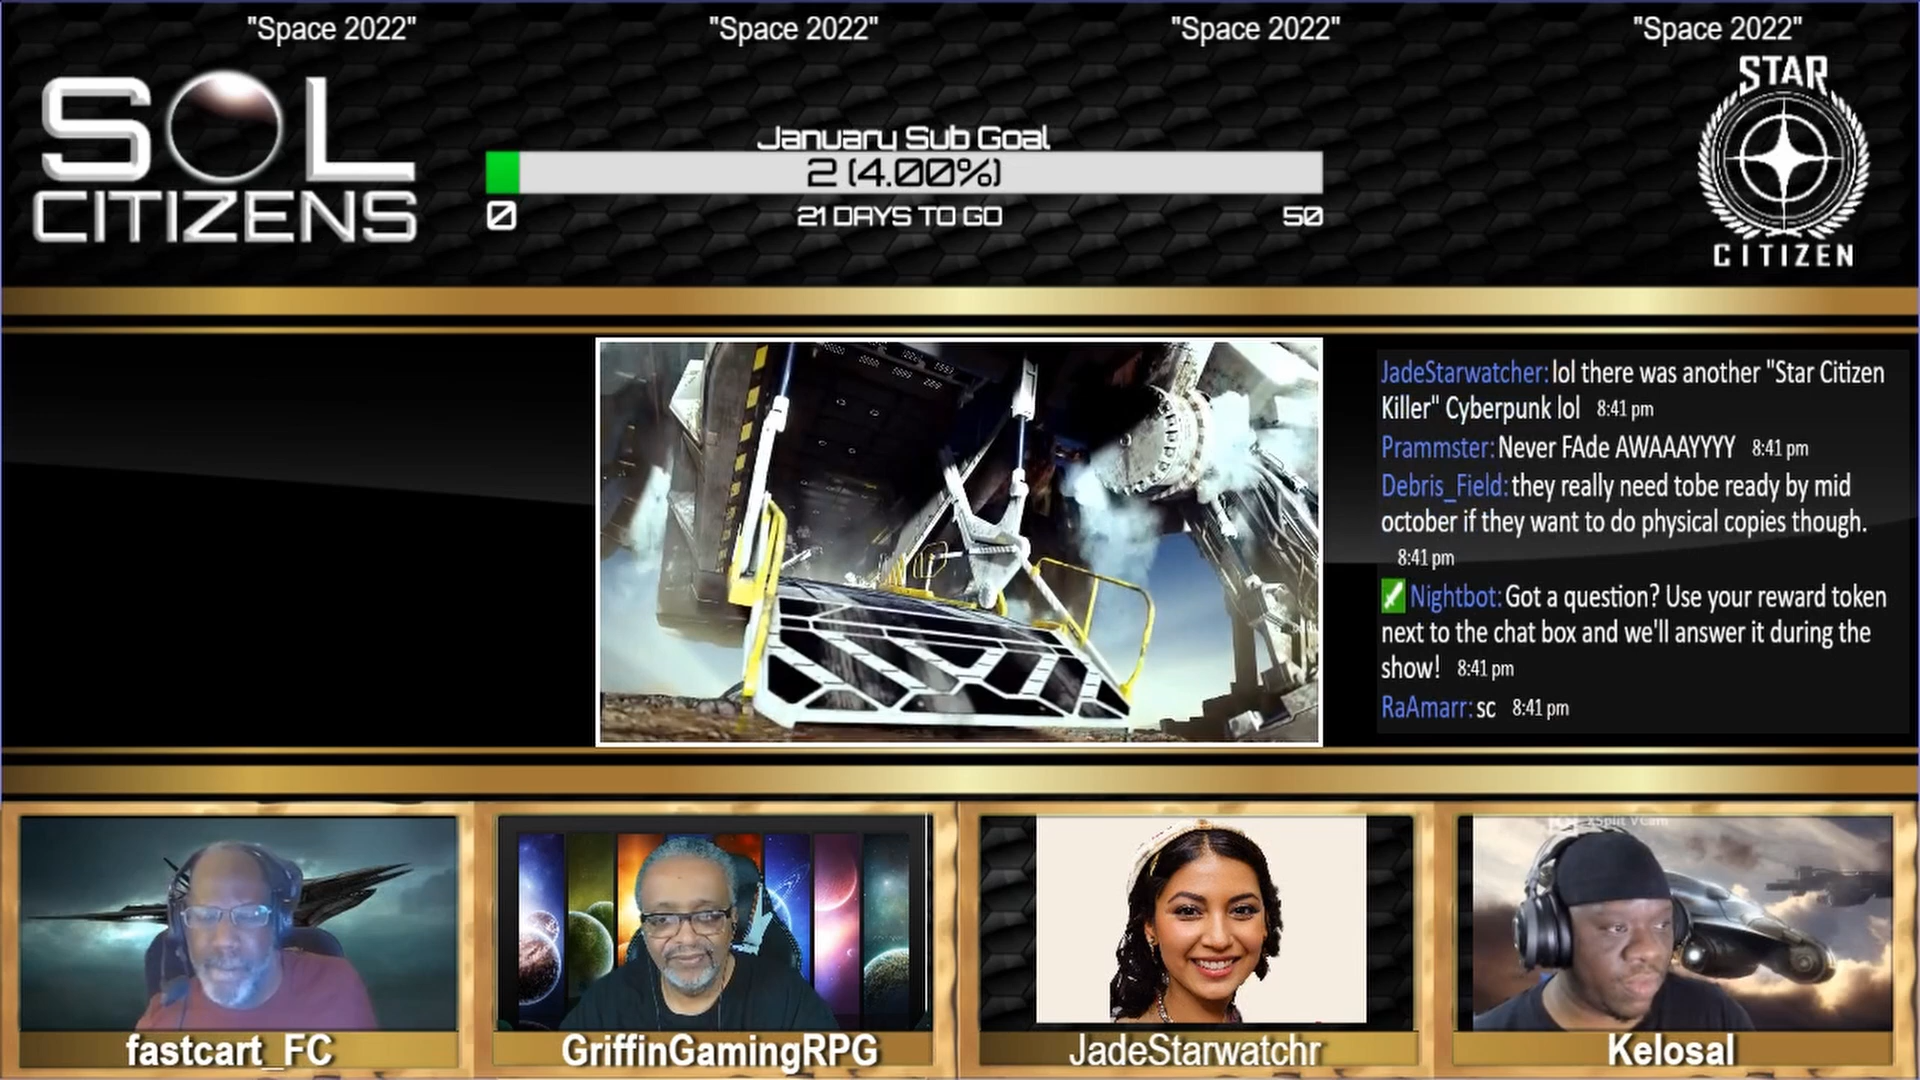 "Space 2022" "Space 2022" "Space 2022" "Space 2022"
SOL
CITIZENS
January Sub Goal
2 (4.00%)
0 21 DAYS TO GO 50
STAR
CITIZEN
JadeStarwatcher: lol there was another "Star Citizen
Killer" Cyberpunk lol 8:41 pm
Prammster: Never FAde AWAAAYYYY 8:41 pm
Debris_Field: they really need tobe ready by mid
october if they want to do physical copies though.
8:41 pm
Nightbot: Got a question? Use your reward token
next to the chat box and we'll answer it during the
show! 8:41 pm
RaAmarr: sc 8:41 pm
XSplit VCam
fastcart_FC
GriffinGamingRPG
JadeStarwatchr
Kelosal